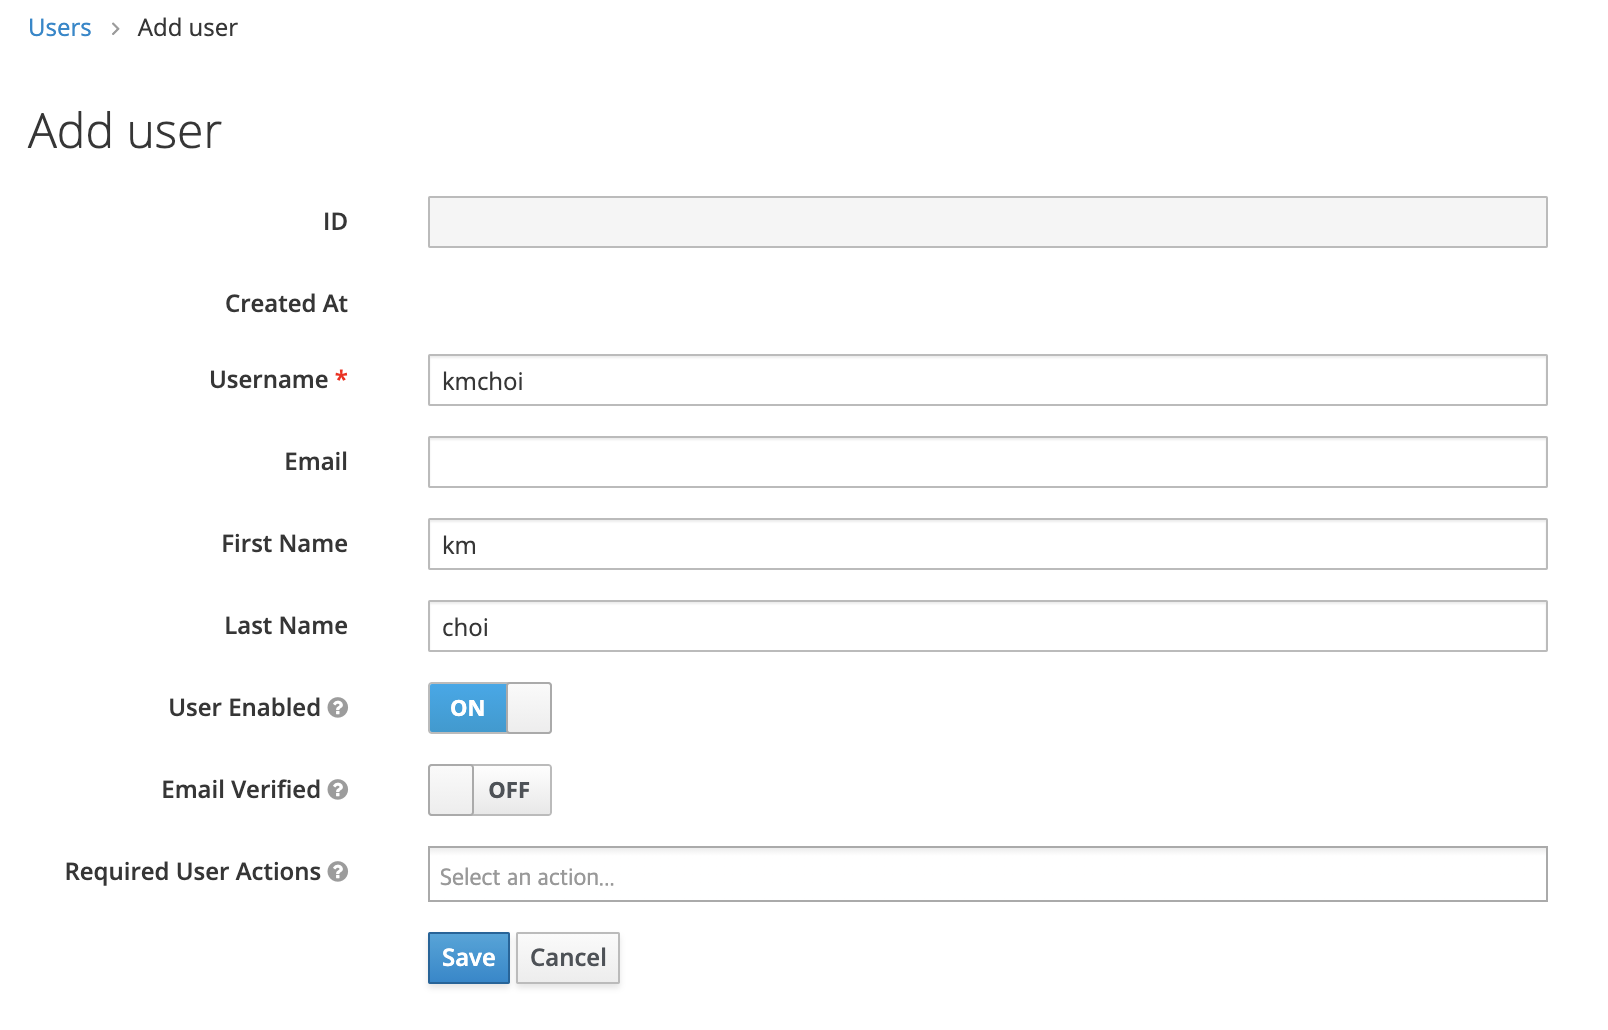 Users > Add user
Add user
ID
Created At
Username * kmchoi
Email
First Name km
Last Name choi
User Enabled ? ON
Email Verified ? OFF
Required User Actions ? Select an action...
Save Cancel